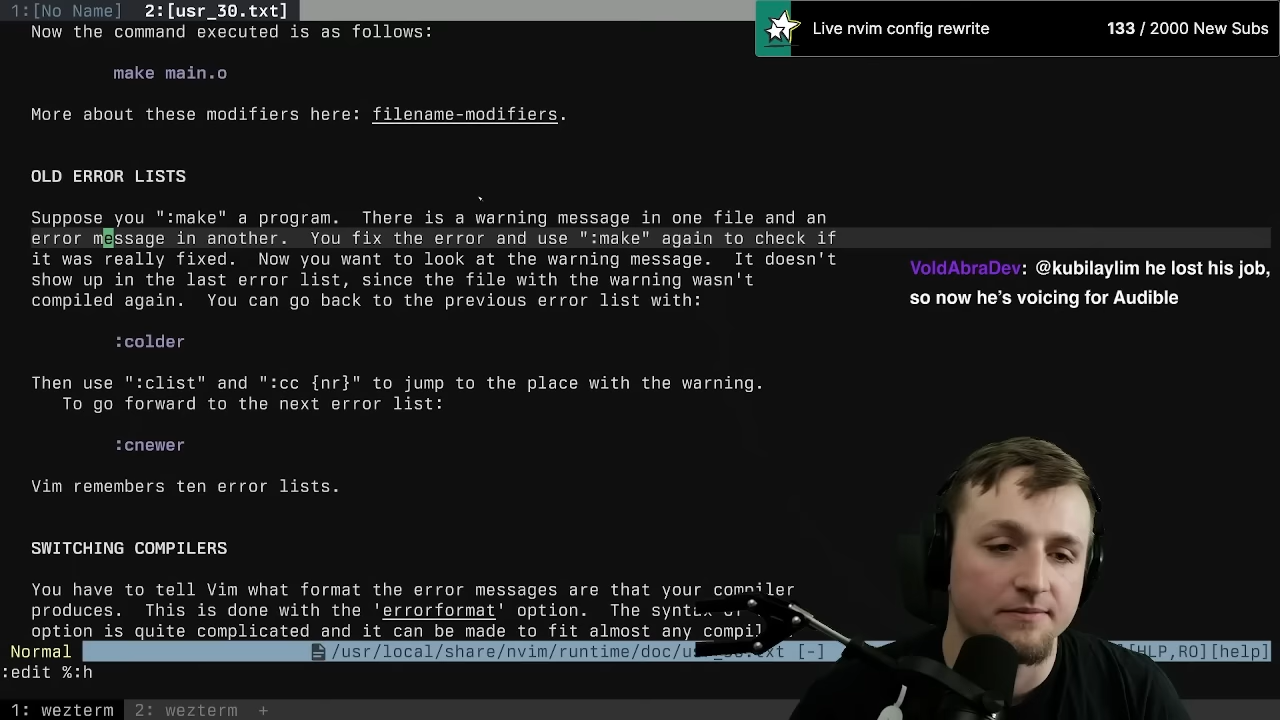 1:[No Name]  2:[usr_30.txt]
Live nvim config rewrite 133 / 2000 New Subs
Now the command executed is as follows:
make main.o
More about these modifiers here: filename-modifiers.
OLD ERROR LISTS
Suppose you ":make" a program.  There is a warning message in one file and an
error message in another.  You fix the error and use ":make" again to check if
it was really fixed.  Now you want to look at the warning message.  It doesn't
show up in the last error list, since the file with the warning wasn't
compiled again.  You can go back to the previous error list with:
VoldAbraDev: @kubilaylim he lost his job,
so now he's voicing for Audible
:colder
Then use ":clist" and ":cc {nr}" to jump to the place with the warning.
To go forward to the next error list:
:cnewer
Vim remembers ten error lists.
SWITCHING COMPILERS
You have to tell Vim what format the error messages are that your compiler
produces.  This is done with the 'errorformat' option.  The
option is quite complicated and it can be made to fit almost any
Normal /usr/local/share/nvim/runtime/doc/usr_30.txt [-] [HLP,RO][help]
:edit %:h
1: wezterm  2: wezterm  +